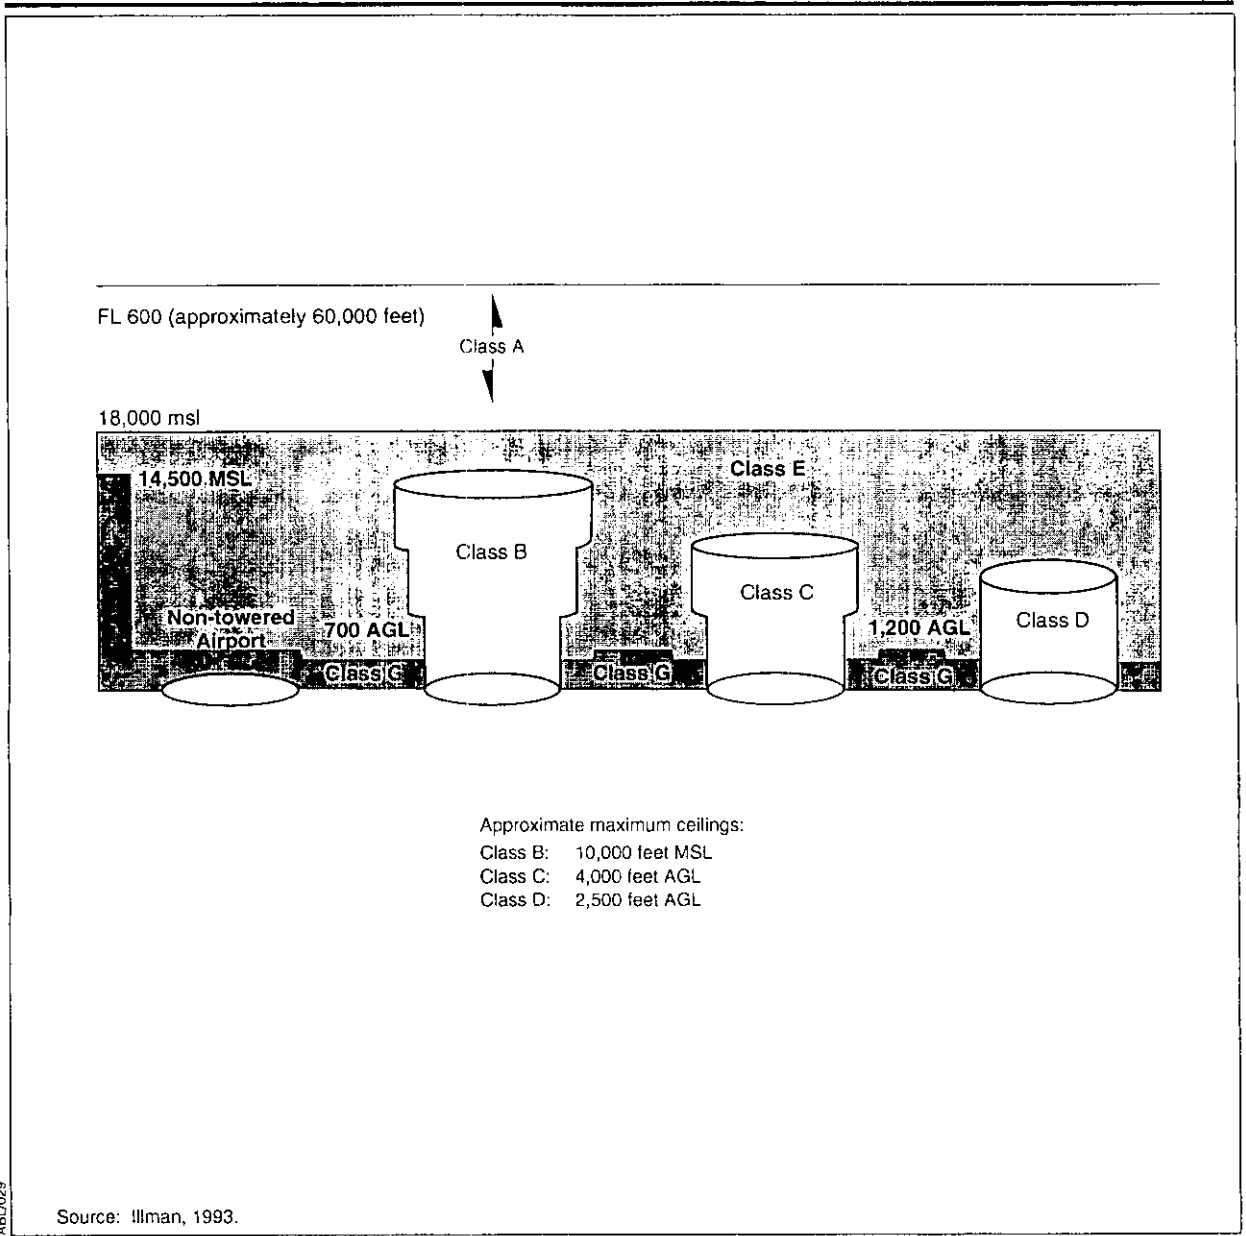 FL 600 (approximately 60,000 feet)
Class A
18,000 msl
14,500 MSL
Class E
Class B
Class C
Class D
Non-towered
Airport
700 AGL
1,200 AGL
Class G
Class G
Class G
Approximate maximum ceilings:
Class B: 10,000 feet MSL
Class C: 4,000 feet AGL
Class D: 2,500 feet AGL
Source: Illman, 1993.